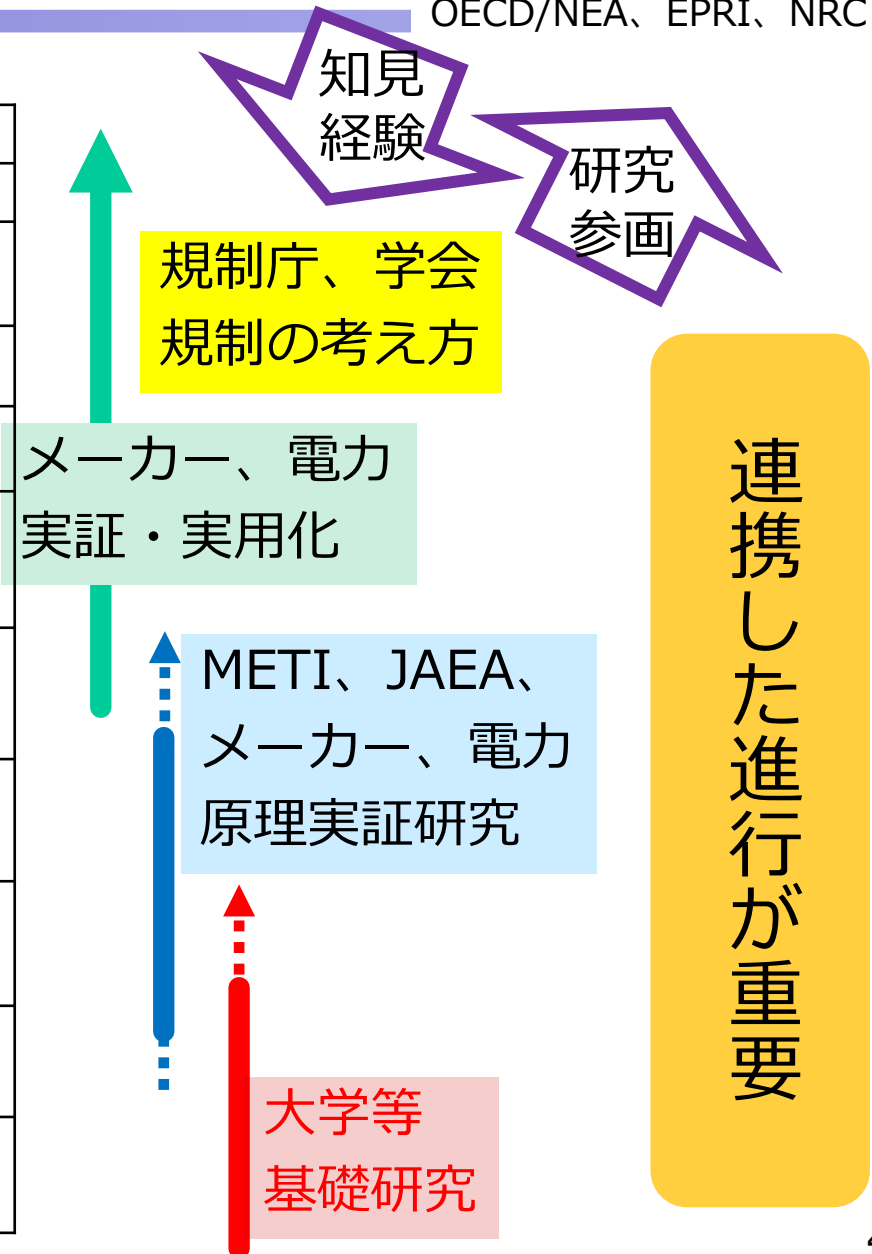 OECD/NEA、EPRI、NRC
知見
経験
研究
参画
規制庁、学会
規制の考え方
メーカー、電力
実証・実用化
METI、JAEA、
メーカー、電力
原理実証研究
大学等
基礎研究
連携した進行が重要